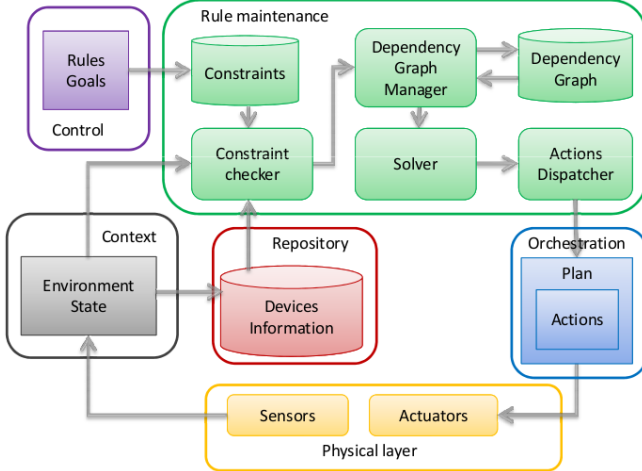 Rule maintenance
Rules
Goals
Control
Constraints
Dependency
Graph
Manager
Dependency
Graph
Constraint
checker
Solver
Actions
Dispatcher
Context
Environment
State
Repository
Devices
Information
Orchestration
Plan
Actions
Sensors
Actuators
Physical layer